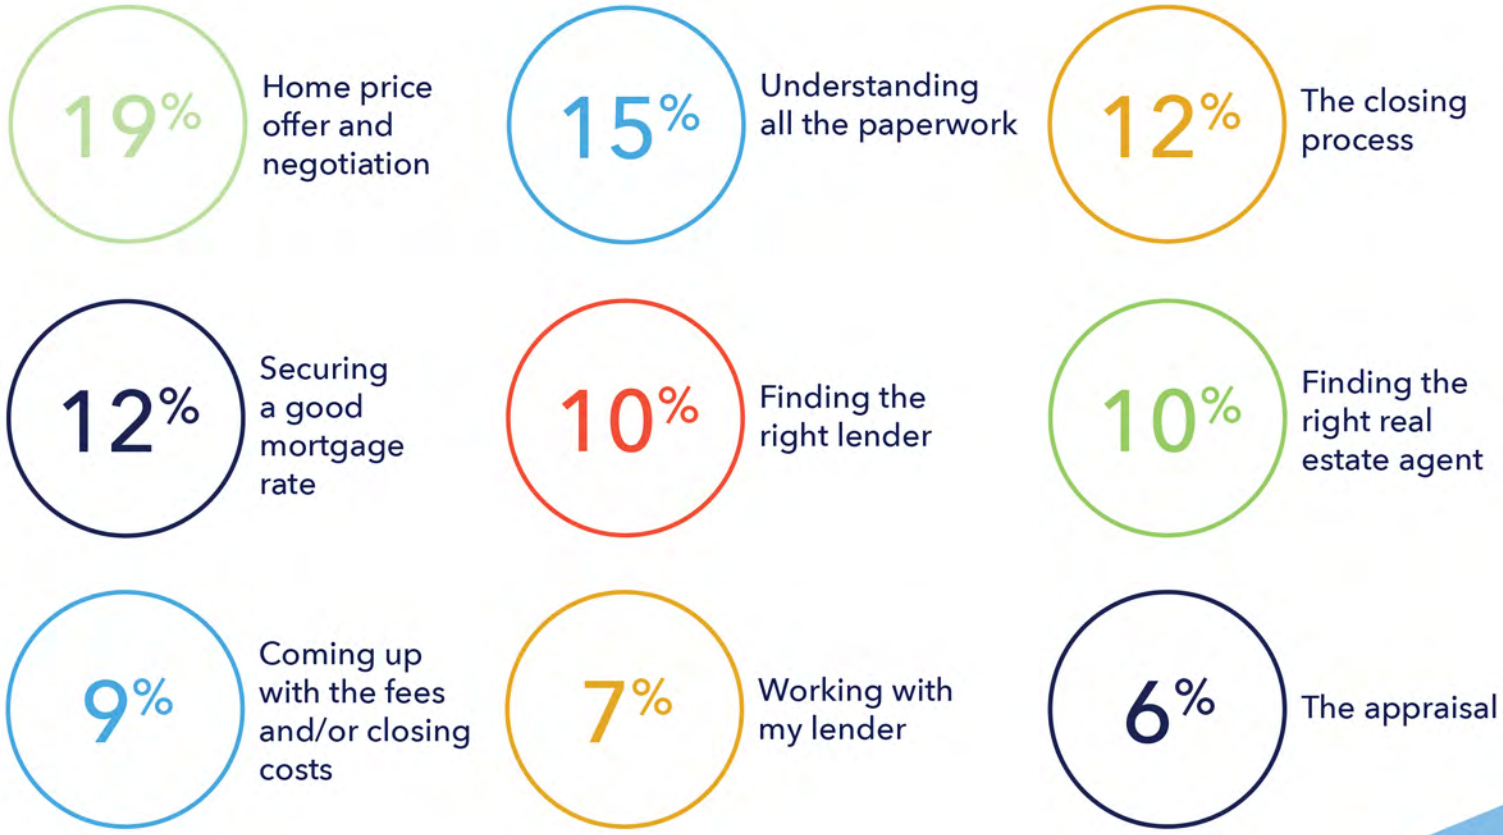 19%
Home price
offer and
negotiation
15%
Understanding
all the paperwork
12%
The closing
process
12%
Securing
a good
mortgage
rate
10%
Finding the
right lender
10%
Finding the
right real
estate agent
9%
Coming up
with the fees
and/or closing
costs
7%
Working with
my lender
6%
The appraisal